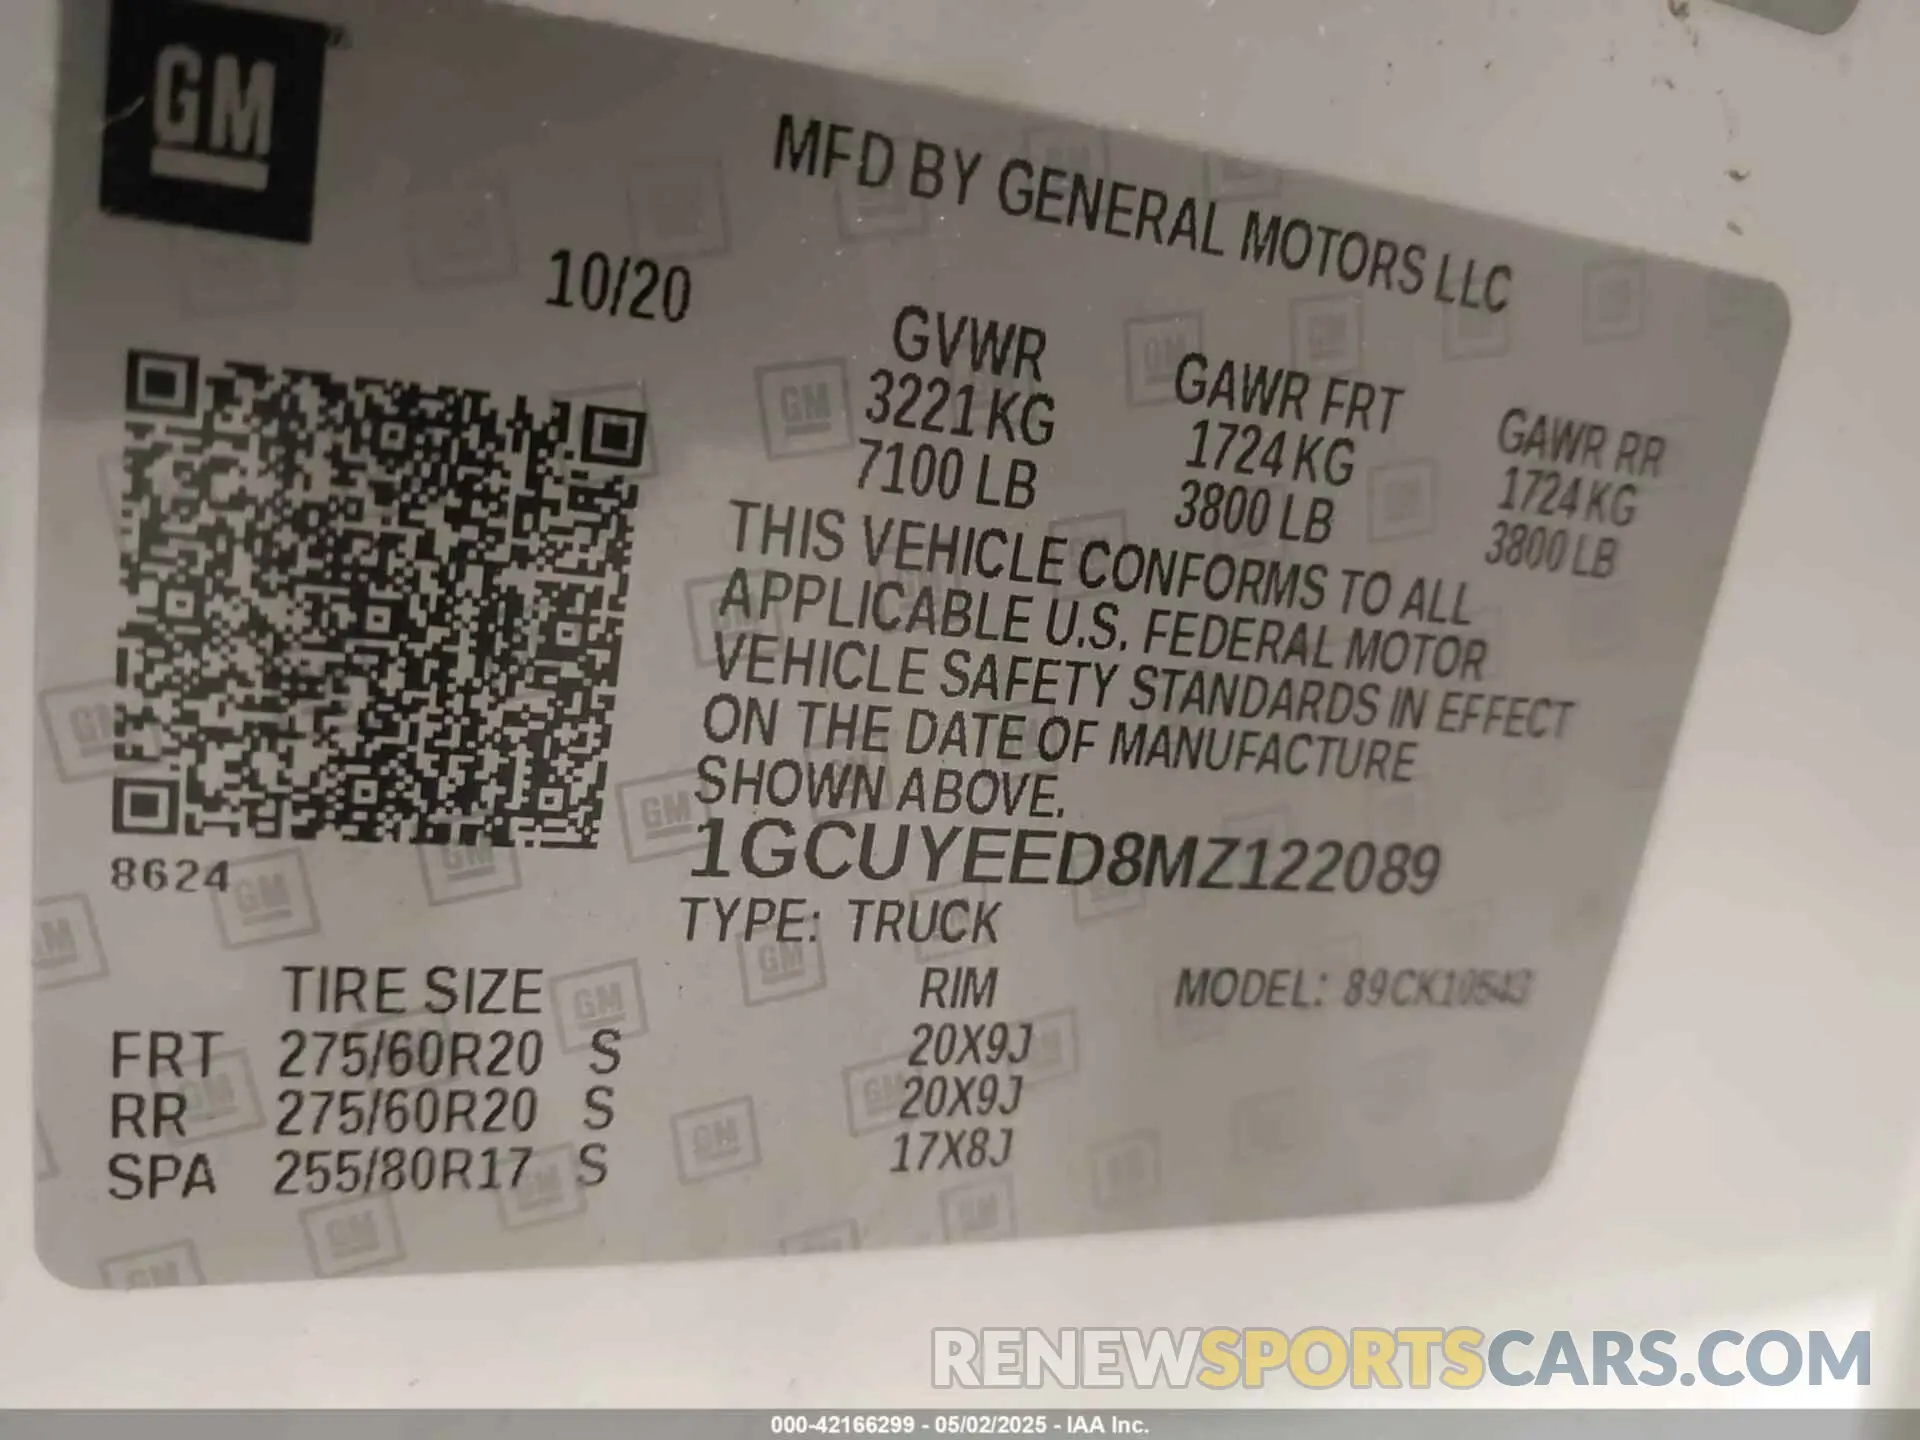 GM
MFD BY GENERAL MOTORS LLC
10/20
GVWR GAWR FRT GAWR RR
3221 KG 1724 KG 1724 KG
7100 LB 3800 LB 3800 LB
THIS VEHICLE CONFORMS TO ALL
APPLICABLE U.S. FEDERAL MOTOR
VEHICLE SAFETY STANDARDS IN EFFECT
ON THE DATE OF MANUFACTURE
SHOWN ABOVE.
1GCUYEED8MZ122089
8624
TYPE: TRUCK
TIRE SIZE RIM MODEL: 89CK10543
FRT 275/60R20 S 20X9J
RR 275/60R20 S 20X9J
SPA 255/80R17 S 17X8J
RENEWSPORTSCARS.COM
000-42166299 - 05/02/2025 - IAA Inc.